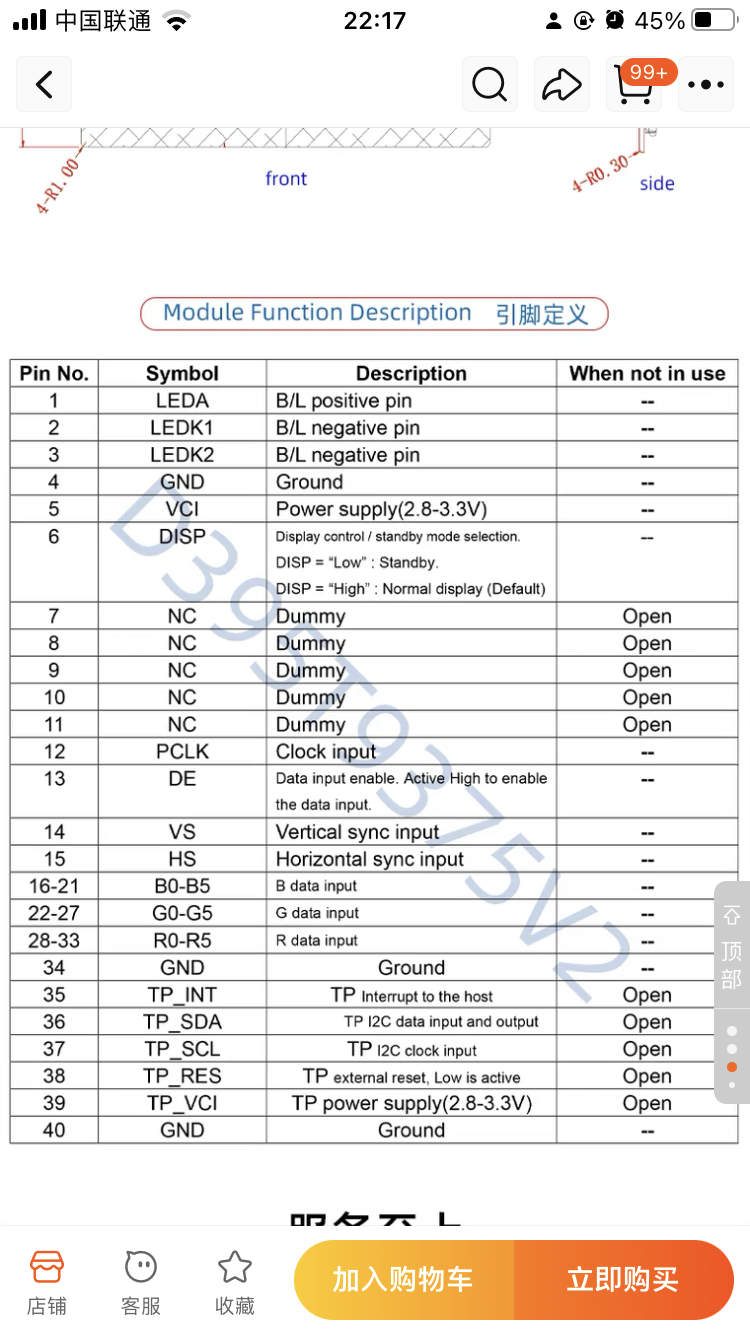 中国联通 22:17 45%
99+
4-R1.00
front
4-R0.30
side
Module Function Description 引脚定义
Pin No. Symbol Description When not in use
1 LEDA B/L positive pin --
2 LEDK1 B/L negative pin --
3 LEDK2 B/L negative pin --
4 GND Ground --
5 VCI Power supply(2.8-3.3V) --
6 DISP Display control / standby mode selection. --
DISP = “Low” : Standby.
DISP = “High” : Normal display (Default)
7 NC Dummy Open
8 NC Dummy Open
9 NC Dummy Open
10 NC Dummy Open
11 NC Dummy Open
12 PCLK Clock input --
13 DE Data input enable. Active High to enable --
the data input.
14 VS Vertical sync input --
15 HS Horizontal sync input --
16-21 B0-B5 B data input --
22-27 G0-G5 G data input --
28-33 R0-R5 R data input --
34 GND Ground --
35 TP_INT TP Interrupt to the host Open
36 TP_SDA TP I2C data input and output Open
37 TP_SCL TP I2C clock input Open
38 TP_RES TP external reset, Low is active Open
39 TP_VCI TP power supply(2.8-3.3V) Open
40 GND Ground --
D395T9375V2
顶
部
服务至上
店铺 客服 收藏 加入购物车 立即购买